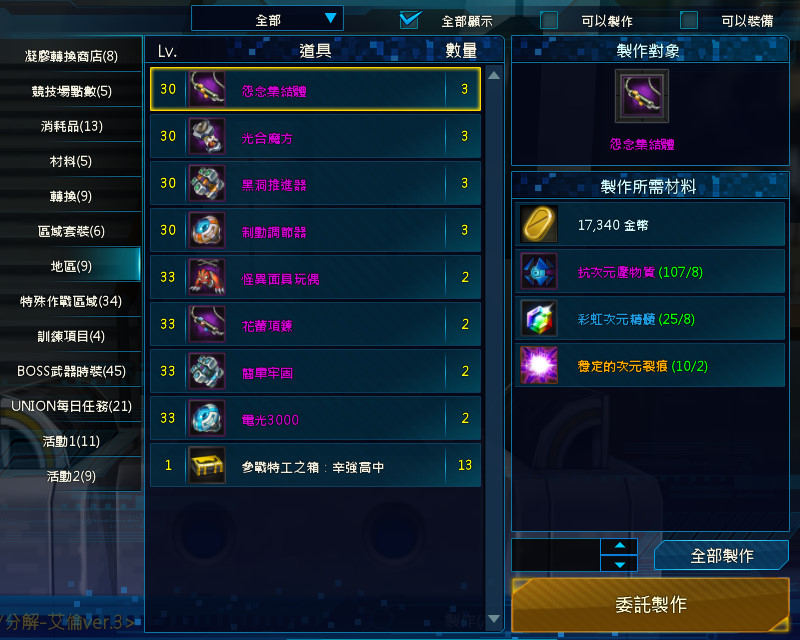 全部
全部顯示
可以製作
可以裝備
凝膠轉換商店(8)
競技場點數(5)
消耗品(13)
材料(5)
轉換(9)
區域套裝(6)
地區(9)
特殊作戰區域(34)
訓練項目(4)
BOSS武器時裝(45)
UNION每日任務(21)
活動1(11)
活動2(9)
/分解-艾倫ver.3>
Lv. 道具 數量
30 怨念集結體 3
30 光合魔方 3
30 黑洞推進器 3
30 制動調節器 3
33 怪異面具玩偶 2
33 花蕾項鍊 2
33 簡單牢固 2
33 電光3000 2
1 參戰特工之箱 : 幸強高中 13
製作對象
怨念集結體
製作所需材料
17,340 金幣
抗次元塵物質 (107/8)
彩虹次元精髓 (25/8)
穩定的次元裂痕 (10/2)
全部製作
委託製作